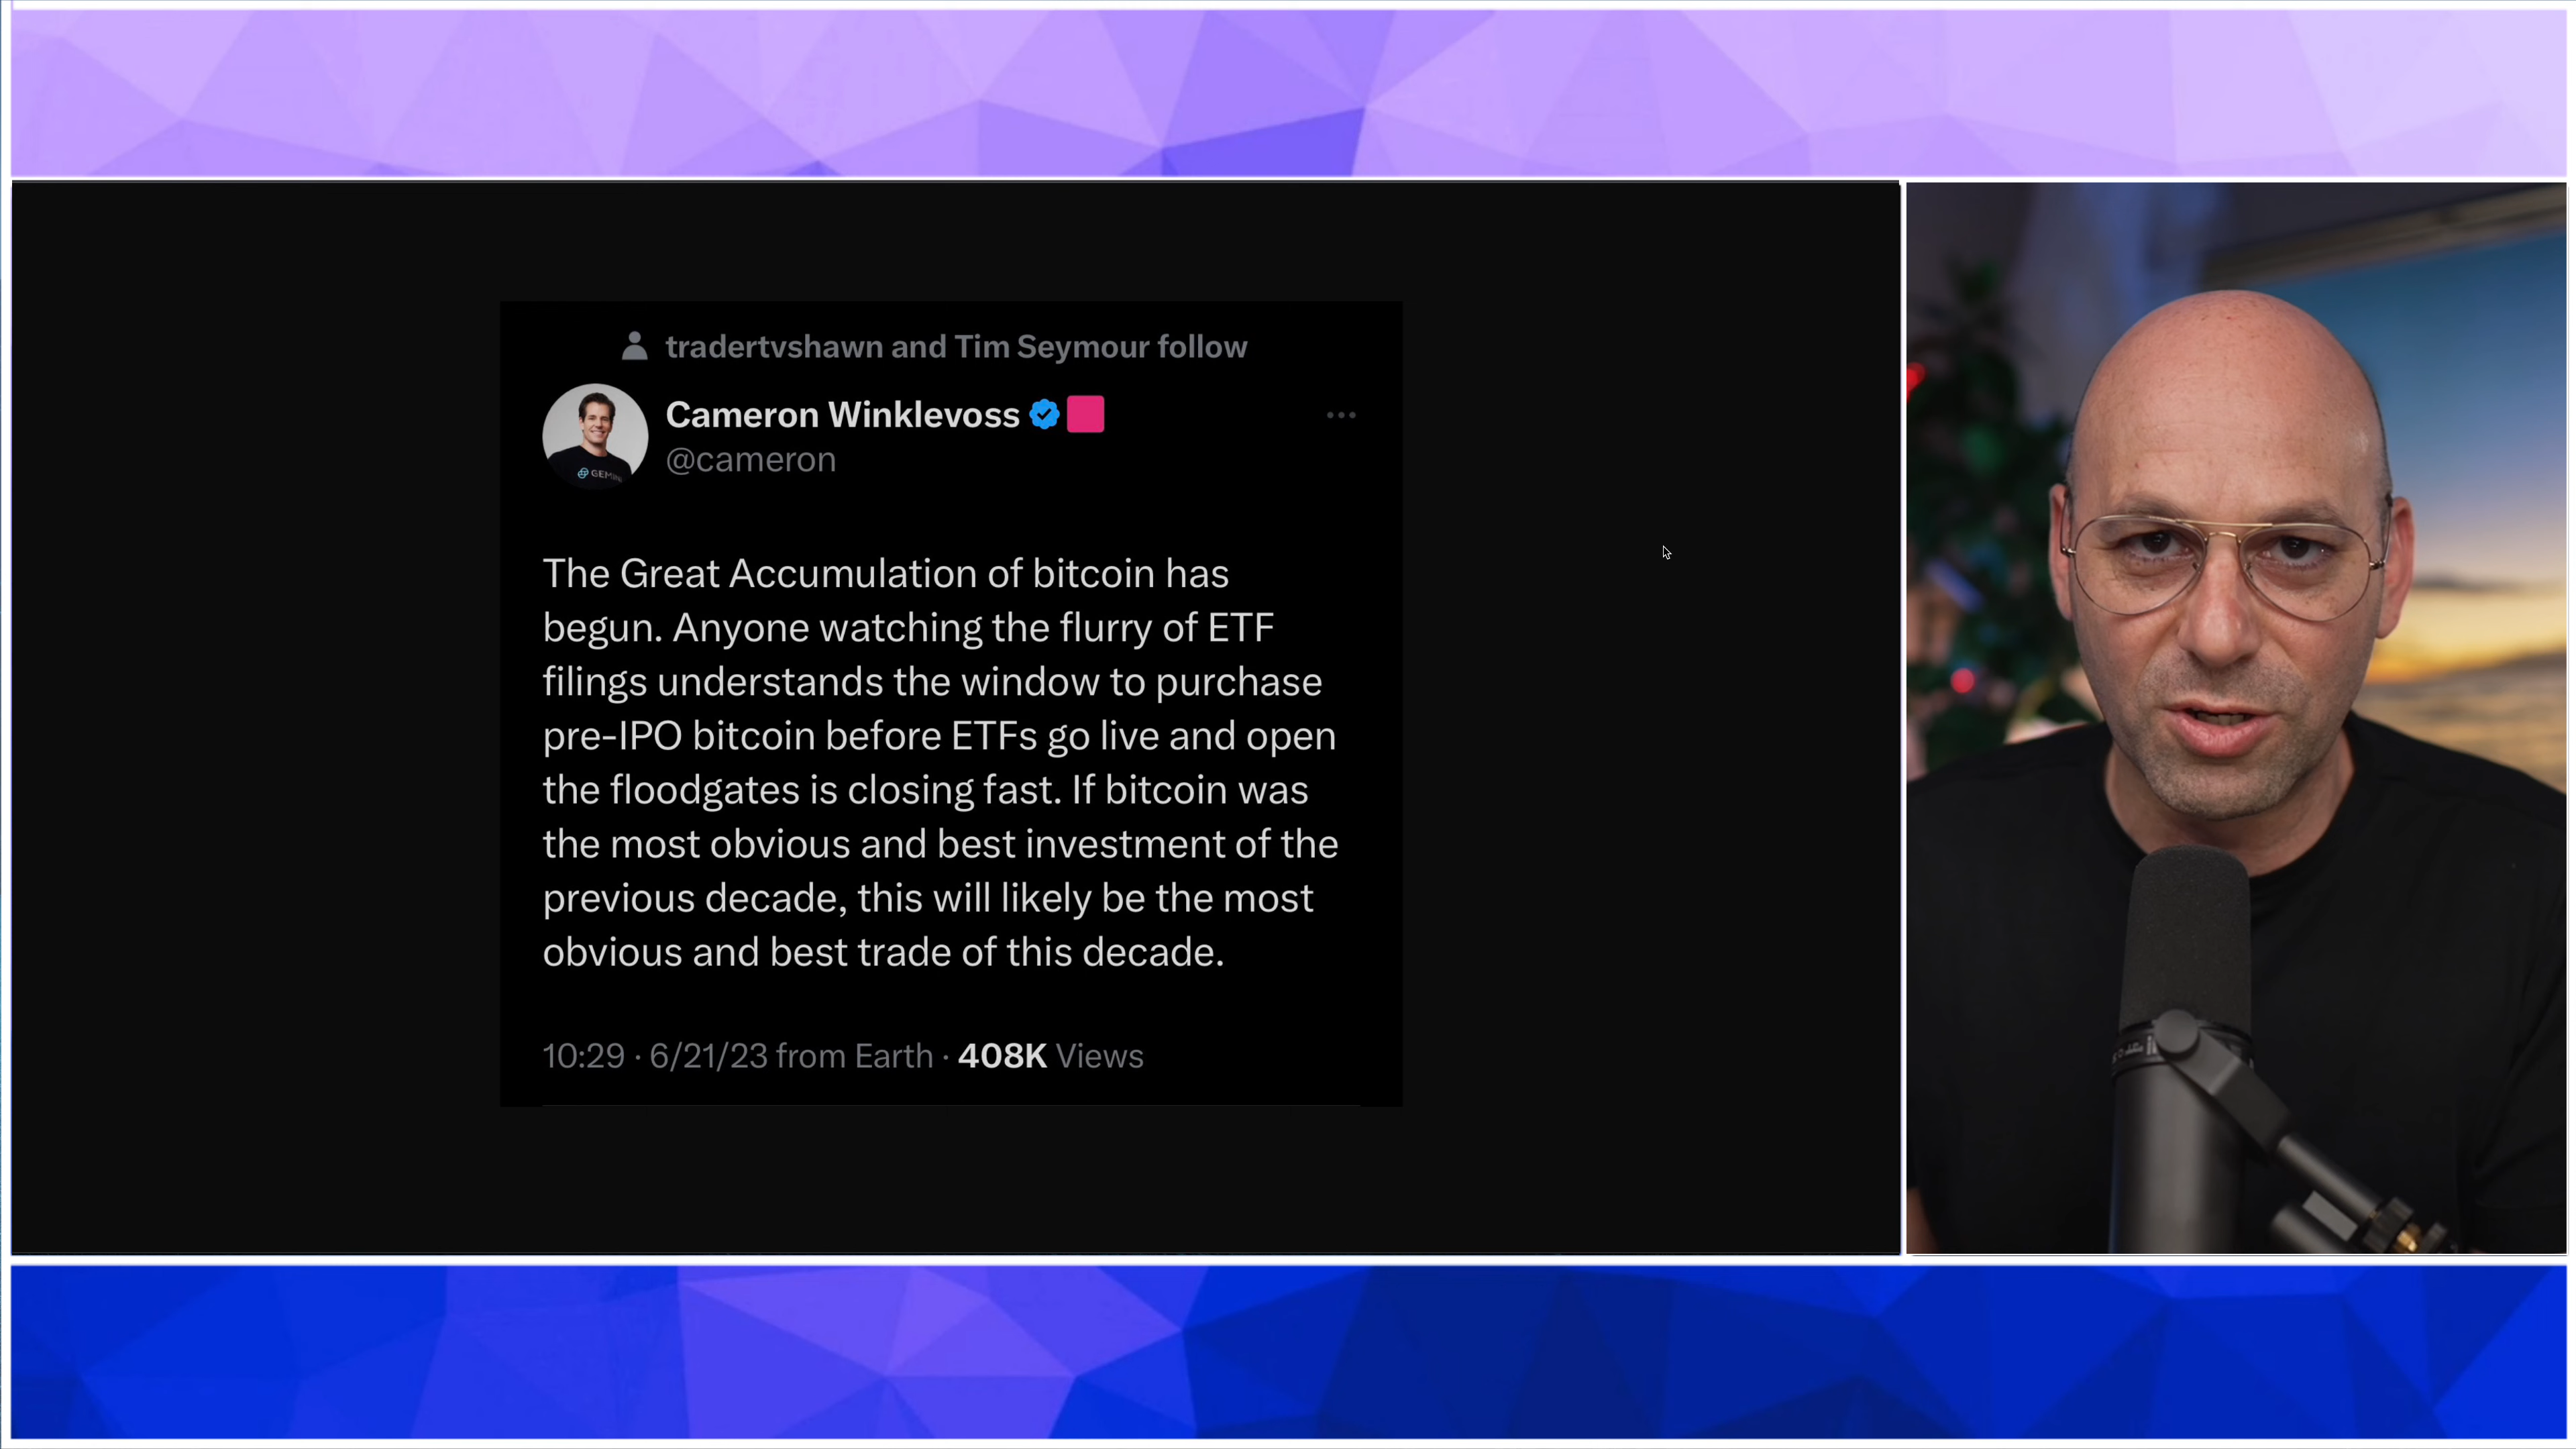 tradertvshawn and Tim Seymour follow
Cameron Winklevoss
@cameron
The Great Accumulation of bitcoin has
begun. Anyone watching the flurry of ETF
filings understands the window to purchase
pre-IPO bitcoin before ETFs go live and open
the floodgates is closing fast. If bitcoin was
the most obvious and best investment of the
previous decade, this will likely be the most
obvious and best trade of this decade.
10:29 · 6/21/23 from Earth · 408K Views